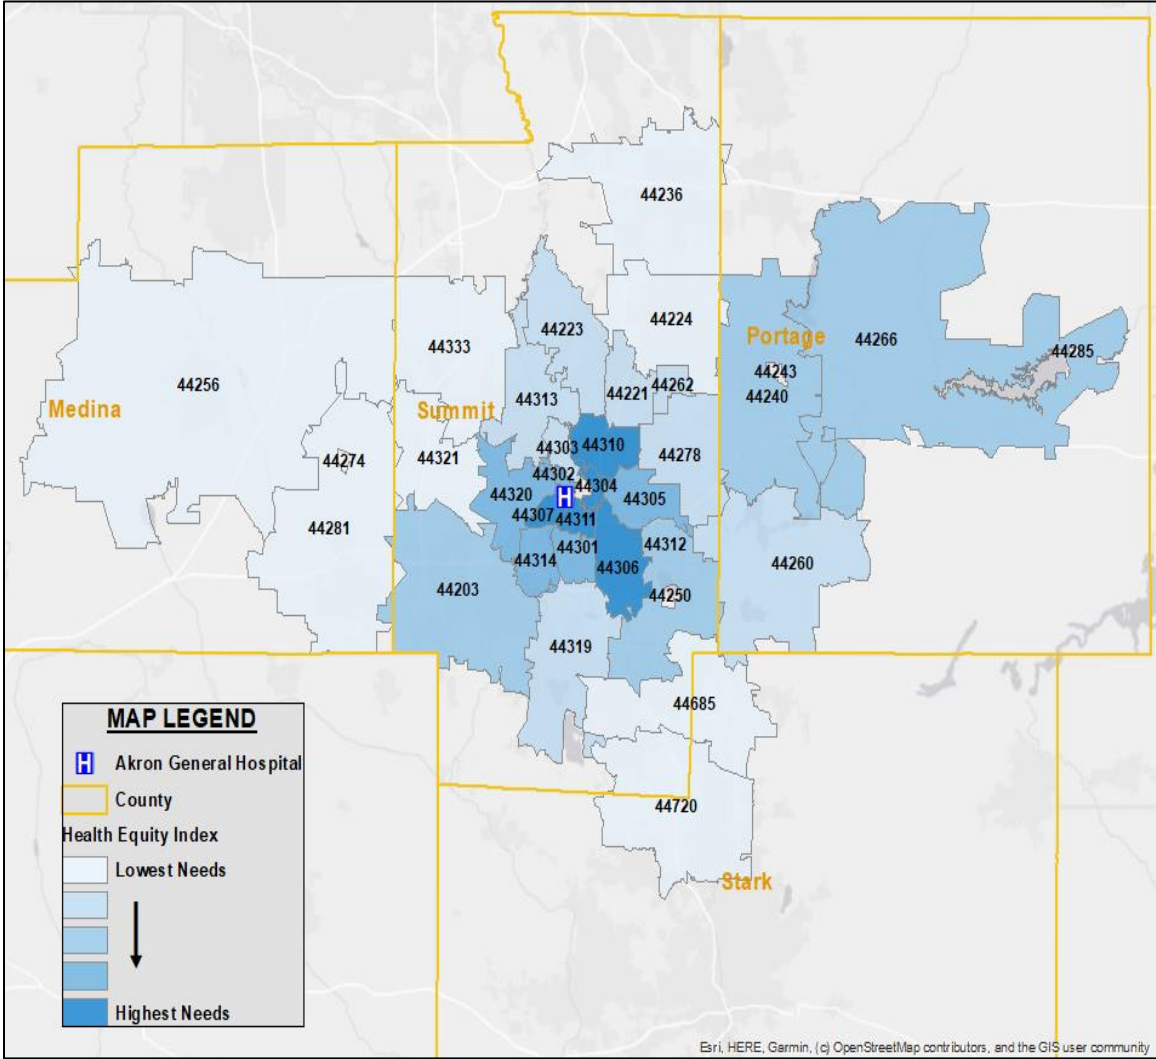 44236
44223
44224
Portage
44266
44333
44285
44256
44243
44262
44221
44240
44313
Medina
Summit
44303
44310
44321
44274
44278
44302
44304
44320
H
44305
44307
44311
44281
44301
44312
44314
44306
44260
44203
44250
44319
44685
MAP LEGEND
H Akron General Hospital
County
Health Equity Index
Lowest Needs
Highest Needs
44720
Stark
Esri, HERE, Garmin, (c) OpenStreetMap contributors, and the GIS user community